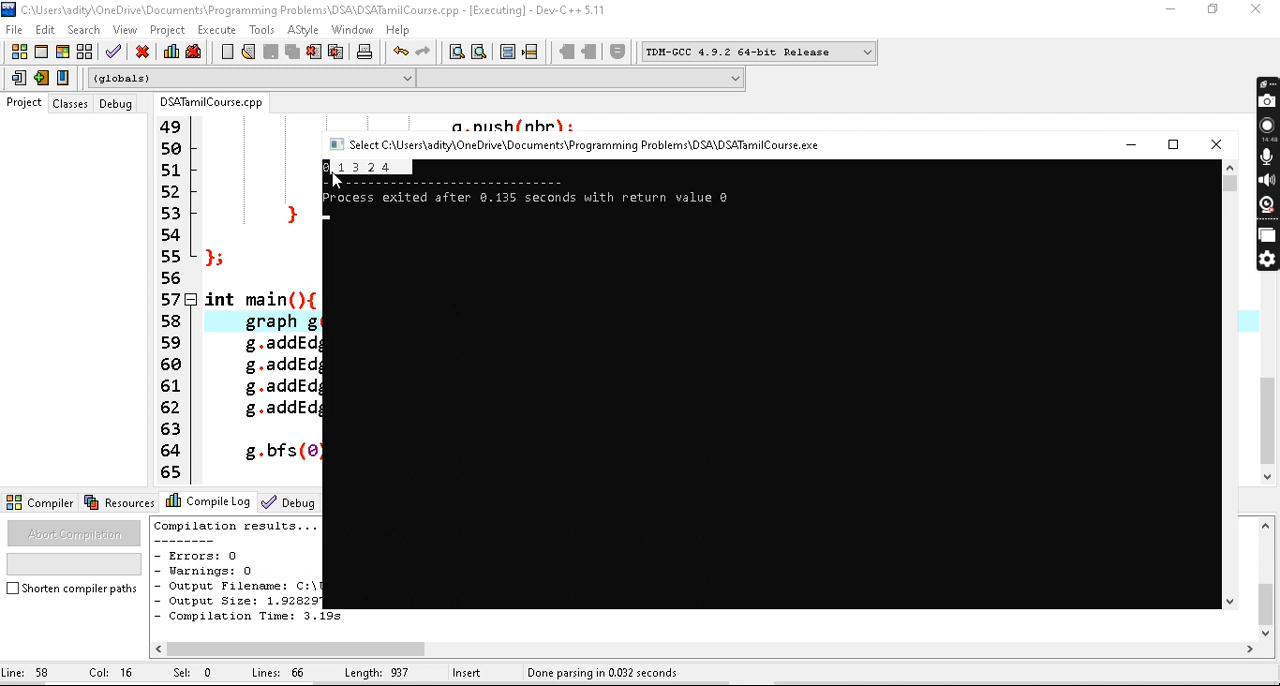 C:\Users\adity\OneDrive\Documents\Programming Problems\DSA\DSATamilCourse.cpp - [Executing] - Dev-C++ 5.11
File Edit Search View Project Execute Tools AStyle Window Help
TDM-GCC 4.9.2 64-bit Release
(globals)
Project Classes Debug DSATamilCourse.cpp
49 q.push(nbr);
50
51
52
53 }
54
55 };
56
57 int main(){
58 graph g(
59 g.addEdg
60 g.addEdg
61 g.addEdg
62 g.addEdg
63
64 g.bfs(0)
65
Select C:\Users\adity\OneDrive\Documents\Programming Problems\DSA\DSATamilCourse.exe
0 1 3 2 4
--------------------------------
Process exited after 0.135 seconds with return value 0
14:48
Compiler Resources Compile Log Debug
Abort Compilation
Shorten compiler paths
Compilation results...
--------
- Errors: 0
- Warnings: 0
- Output Filename: C:\U
- Output Size: 1.92829
- Compilation Time: 3.19s
Line: 58 Col: 16 Sel: 0 Lines: 66 Length: 937 Insert Done parsing in 0.032 seconds